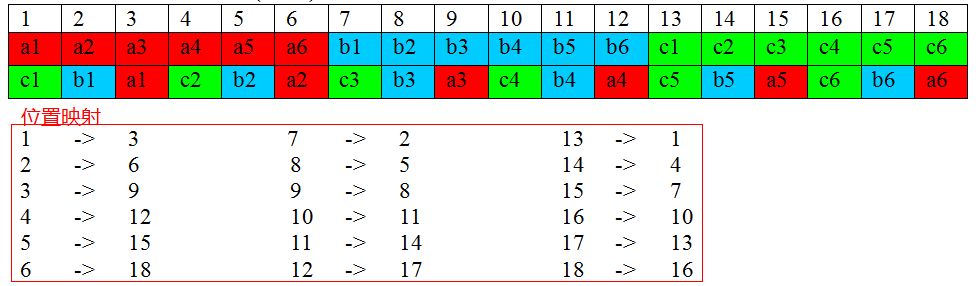 1 2 3 4 5 6 7 8 9 10 11 12 13 14 15 16 17 18
a1 a2 a3 a4 a5 a6 b1 b2 b3 b4 b5 b6 c1 c2 c3 c4 c5 c6
c1 b1 a1 c2 b2 a2 c3 b3 a3 c4 b4 a4 c5 b5 a5 c6 b6 a6
位置映射
1 -> 3 7 -> 2 13 -> 1
2 -> 6 8 -> 5 14 -> 4
3 -> 9 9 -> 8 15 -> 7
4 -> 12 10 -> 11 16 -> 10
5 -> 15 11 -> 14 17 -> 13
6 -> 18 12 -> 17 18 -> 16